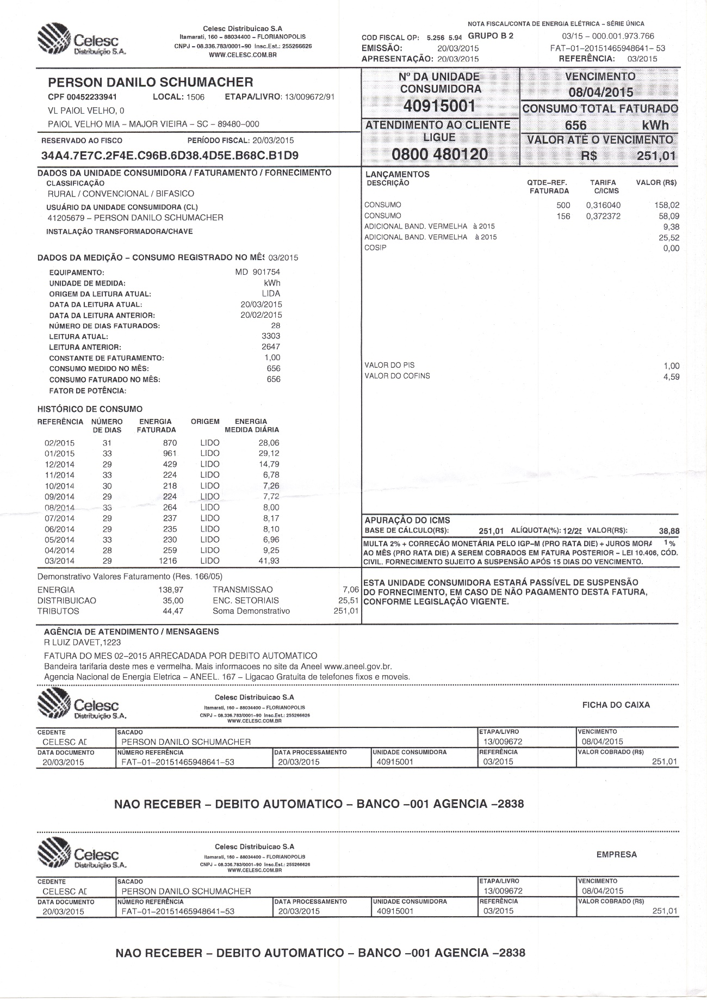 Celesc
Distribuição S.A.
Celesc Distribuicao S.A
Itamarati, 160 – 88034400 – FLORIANOPOLIS
CNPJ – 08.336.783/0001–90 Insc.Est.: 255266626
WWW.CELESC.COM.BR
NOTA FISCAL/CONTA DE ENERGIA ELÉTRICA – SÉRIE ÚNICA
COD FISCAL OP: 5.256 5.94 GRUPO B 2 03/15 – 000.001.973.766
EMISSÃO: 20/03/2015 FAT–01–20151465948641– 53
APRESENTAÇÃO: 20/03/2015 REFERÊNCIA: 03/2015
PERSON DANILO SCHUMACHER
CPF 00452233941 LOCAL: 1506 ETAPA/LIVRO: 13/009672/91
VL PAIOL VELHO, 0
PAIOL VELHO MIA – MAJOR VIEIRA – SC – 89480–000
RESERVADO AO FISCO PERÍODO FISCAL: 20/03/2015
34A4.7E7C.2F4E.C96B.6D38.4D5E.B68C.B1D9
Nº DA UNIDADE
CONSUMIDORA
40915001
ATENDIMENTO AO CLIENTE
LIGUE
0800 480120
VENCIMENTO
08/04/2015
CONSUMO TOTAL FATURADO
656 kWh
VALOR ATÉ O VENCIMENTO
R$ 251,01
DADOS DA UNIDADE CONSUMIDORA / FATURAMENTO / FORNECIMENTO
CLASSIFICAÇÃO
RURAL / CONVENCIONAL / BIFASICO
USUÁRIO DA UNIDADE CONSUMIDORA (CL)
41205679 – PERSON DANILO SCHUMACHER
INSTALAÇÃO TRANSFORMADORA/CHAVE
DADOS DA MEDIÇÃO – CONSUMO REGISTRADO NO MÊS 03/2015
EQUIPAMENTO: MD 901754
UNIDADE DE MEDIDA: kWh
ORIGEM DA LEITURA ATUAL: LIDA
DATA DA LEITURA ATUAL: 20/03/2015
DATA DA LEITURA ANTERIOR: 20/02/2015
NÚMERO DE DIAS FATURADOS: 28
LEITURA ATUAL: 3303
LEITURA ANTERIOR: 2647
CONSTANTE DE FATURAMENTO: 1,00
CONSUMO MEDIDO NO MÊS: 656
CONSUMO FATURADO NO MÊS: 656
FATOR DE POTÊNCIA:
HISTÓRICO DE CONSUMO
REFERÊNCIA NÚMERO ENERGIA ORIGEM ENERGIA
DE DIAS FATURADA MEDIDA DIÁRIA
02/2015 31 870 LIDO 28,06
01/2015 33 961 LIDO 29,12
12/2014 29 429 LIDO 14,79
11/2014 33 224 LIDO 6,78
10/2014 30 218 LIDO 7,26
09/2014 29 224 LIDO 7,72
08/2014 33 264 LIDO 8,00
07/2014 29 237 LIDO 8,17
06/2014 29 235 LIDO 8,10
05/2014 33 230 LIDO 6,96
04/2014 28 259 LIDO 9,25
03/2014 29 1216 LIDO 41,93
Demonstrativo Valores Faturamento (Res. 166/05)
ENERGIA 138,97 TRANSMISSAO 7,06
DISTRIBUICAO 35,00 ENC. SETORIAIS 25,51
TRIBUTOS 44,47 Soma Demonstrativo 251,01
LANÇAMENTOS
DESCRIÇÃO QTDE–REF. TARIFA VALOR (R$)
FATURADA C/ICMS
CONSUMO 500 0,316040 158,02
CONSUMO 156 0,372372 58,09
ADICIONAL BAND. VERMELHA à 2015 9,38
ADICIONAL BAND. VERMELHA à 2015 25,52
COSIP 0,00
VALOR DO PIS 1,00
VALOR DO COFINS 4,59
APURAÇÃO DO ICMS
BASE DE CÁLCULO(R$): 251,01 ALÍQUOTA(%): 12/25 VALOR(R$): 38,88
MULTA 2% + CORREÇÃO MONETÁRIA PELO IGP–M (PRO RATA DIE) + JUROS MORA 1 %
AO MÊS (PRO RATA DIE) A SEREM COBRADOS EM FATURA POSTERIOR – LEI 10.406, CÓD.
CIVIL. FORNECIMENTO SUJEITO A SUSPENSÃO APÓS 15 DIAS DO VENCIMENTO.
ESTA UNIDADE CONSUMIDORA ESTARÁ PASSÍVEL DE SUSPENSÃO
DO FORNECIMENTO, EM CASO DE NÃO PAGAMENTO DESTA FATURA,
CONFORME LEGISLAÇÃO VIGENTE.
AGÊNCIA DE ATENDIMENTO / MENSAGENS
R LUIZ DAVET,1223
FATURA DO MES 02–2015 ARRECADADA POR DEBITO AUTOMATICO
Bandeira tarifaria deste mes e vermelha. Mais informacoes no site da Aneel www.aneel.gov.br.
Agencia Nacional de Energia Eletrica – ANEEL. 167 – Ligacao Gratuita de telefones fixos e moveis.
Celesc
Distribuição S.A.
Celesc Distribuicao S.A
Itamarati, 160 – 88034400 – FLORIANOPOLIS
CNPJ – 08.336.783/0001–90 Insc.Est.: 255266626
WWW.CELESC.COM.BR
FICHA DO CAIXA
CEDENTE SACADO ETAPA/LIVRO VENCIMENTO
CELESC AD PERSON DANILO SCHUMACHER 13/009672 08/04/2015
DATA DOCUMENTO NÚMERO REFERÊNCIA DATA PROCESSAMENTO UNIDADE CONSUMIDORA REFERÊNCIA VALOR COBRADO (R$)
20/03/2015 FAT–01–20151465948641–53 20/03/2015 40915001 03/2015 251,01
NAO RECEBER – DEBITO AUTOMATICO – BANCO –001 AGENCIA –2838
Celesc
Distribuição S.A.
Celesc Distribuicao S.A
Itamarati, 160 – 88034400 – FLORIANOPOLIS
CNPJ – 08.336.783/0001–90 Insc.Est.: 255266626
WWW.CELESC.COM.BR
EMPRESA
CEDENTE SACADO ETAPA/LIVRO VENCIMENTO
CELESC AD PERSON DANILO SCHUMACHER 13/009672 08/04/2015
DATA DOCUMENTO NÚMERO REFERÊNCIA DATA PROCESSAMENTO UNIDADE CONSUMIDORA REFERÊNCIA VALOR COBRADO (R$)
20/03/2015 FAT–01–20151465948641–53 20/03/2015 40915001 03/2015 251,01
NAO RECEBER – DEBITO AUTOMATICO – BANCO –001 AGENCIA –2838